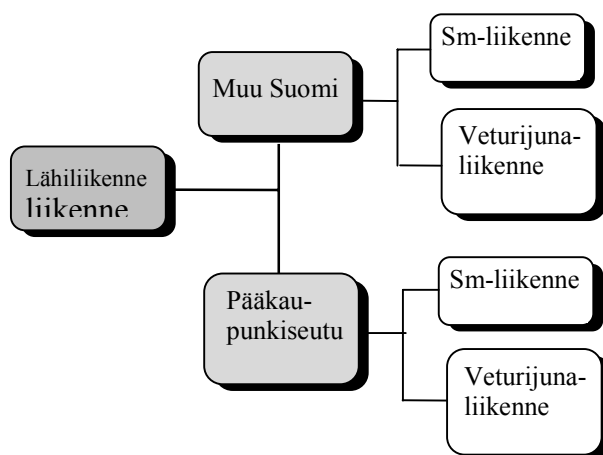 Sm-liikenne
Muu Suomi
Veturijuna-
liikenne
Lähiliikenne
liikenne
Sm-liikenne
Pääkau-
punkiseutu
Veturijuna-
liikenne